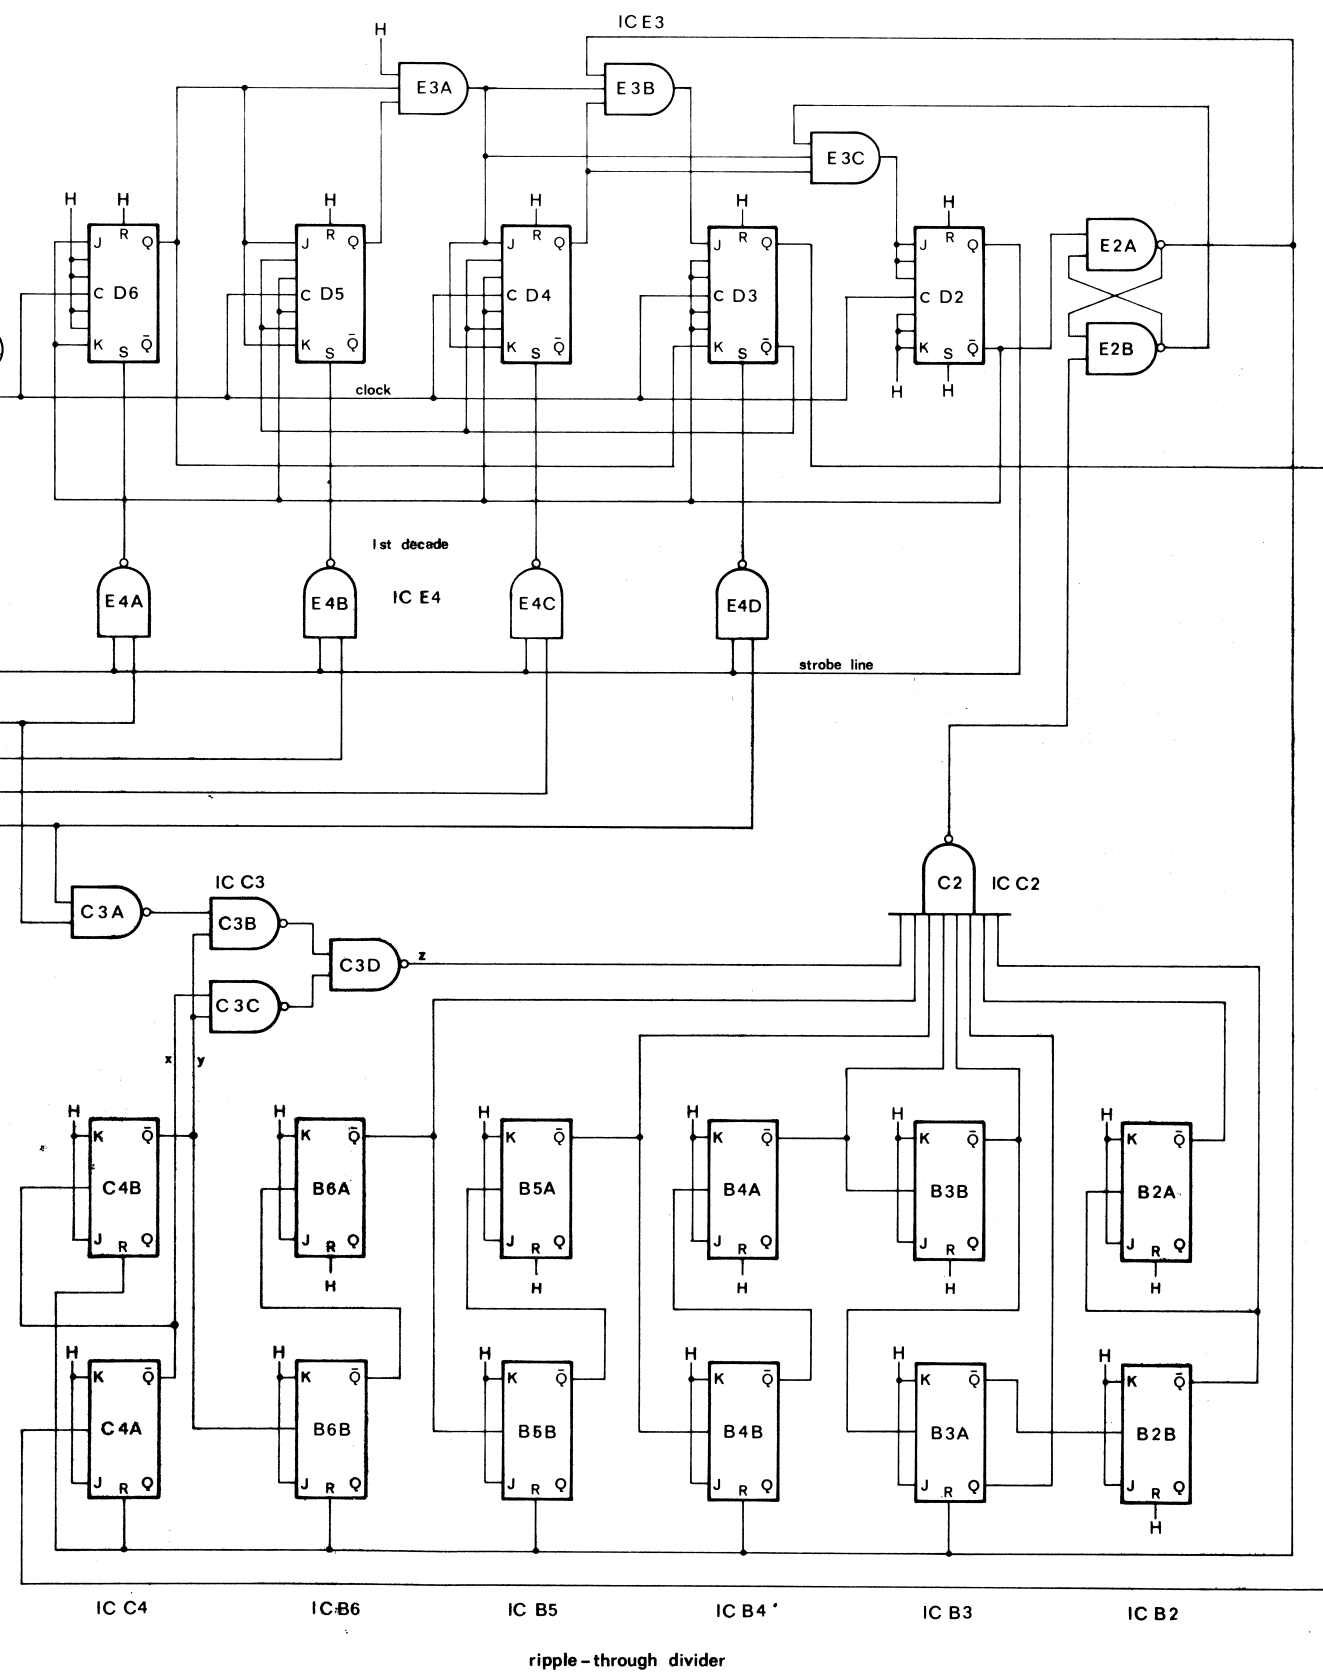 IC E3
H
E3A
E3B
E3C
H H H H H H
J R Q J R Q J R Q J R Q J R Q
E2A
C D6 C D5 C D4 C D3 C D2
K S Q̄ K S Q̄ K S Q̄ K S Q̄ K S Q̄
E2B
clock
H H
1st decade
IC E4
E4A E4B E4C E4D
strobe line
IC C3
C2 IC C2
C3A C3B
C3D z
C3C
x y
H H H H H H
K Q̄ K Q̄ K Q̄ K Q̄ K Q̄ K Q̄
C4B B6A B5A B4A B3B B2A
J R Q J R Q J R Q J R Q J R Q J R Q
H H H H H
H H H H H H
K Q̄ K Q̄ K Q̄ K Q̄ K Q̄ K Q̄
C4A B6B B5B B4B B3A B2B
J R Q J R Q J R Q J R Q J R Q J R Q
H
IC C4 IC B6 IC B5 IC B4 IC B3 IC B2
ripple-through divider